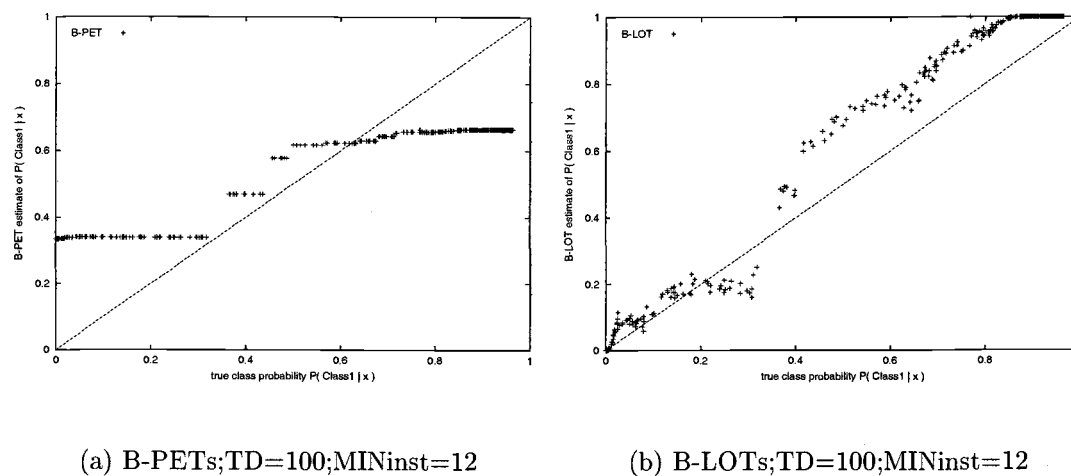 B-PET
B-PET estimate of P( Class1 | x )
1
0.8
0.6
0.4
0.2
0
0 0.2 0.4 0.6 0.8 1
true class probability P( Class1 | x )
(a) B-PETs;TD=100;MINinst=12
B-LOT
B-LOT estimate of P( Class1 | x )
1
0.8
0.6
0.4
0.2
0
0 0.2 0.4 0.6 0.8
true class probability P( Class1 | x )
(b) B-LOTs;TD=100;MINinst=12